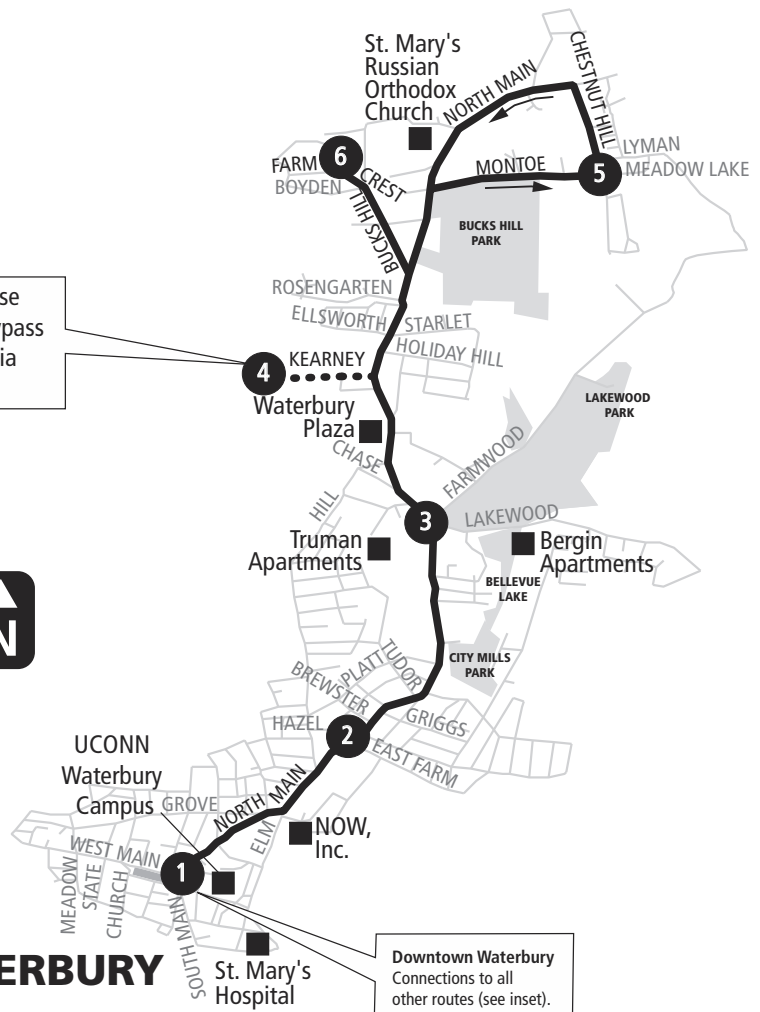 St. Mary's
Russian
Orthodox
Church
NORTH MAIN
CHESTNUT HILL
LYMAN
MEADOW LAKE
5
MONTOE
6
FARM
CREST
BOYDEN
BUCKS HILL
BUCKS HILL
PARK
ROSENGARTEN
ELLSWORTH
STARLET
HOLIDAY HILL
KEARNEY
4
Waterbury
Plaza
CHASE
LAKEWOOD
PARK
FARMWOOD
HILL
3
LAKEWOOD
Truman
Apartments
Bergin
Apartments
BELLEVUE
LAKE
N
CITY MILLS
PARK
TUDOR
PLATT
BREWSTER
HAZEL
2
GRIGGS
EAST FARM
UCONN
Waterbury
Campus
GROVE
NORTH MAIN
ELM
NOW,
Inc.
WEST MAIN
1
MEADOW
STATE
CHURCH
SOUTH MAIN
ERBURY
St. Mary's
Hospital
Downtown Waterbury
Connections to all
other routes (see inset).